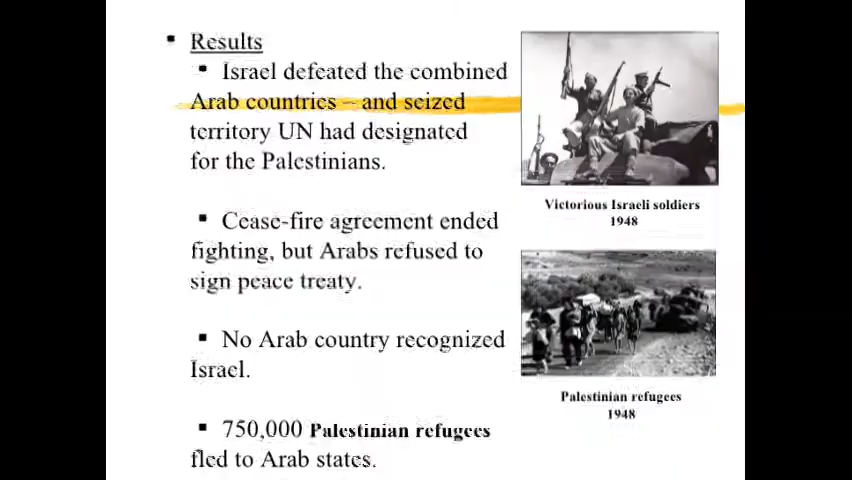 ▪ Results
▪ Israel defeated the combined
Arab countries – and seized
territory UN had designated
for the Palestinians.
▪ Cease-fire agreement ended
fighting, but Arabs refused to
sign peace treaty.
▪ No Arab country recognized
Israel.
▪ 750,000 Palestinian refugees
fled to Arab states.
Victorious Israeli soldiers
1948
Palestinian refugees
1948